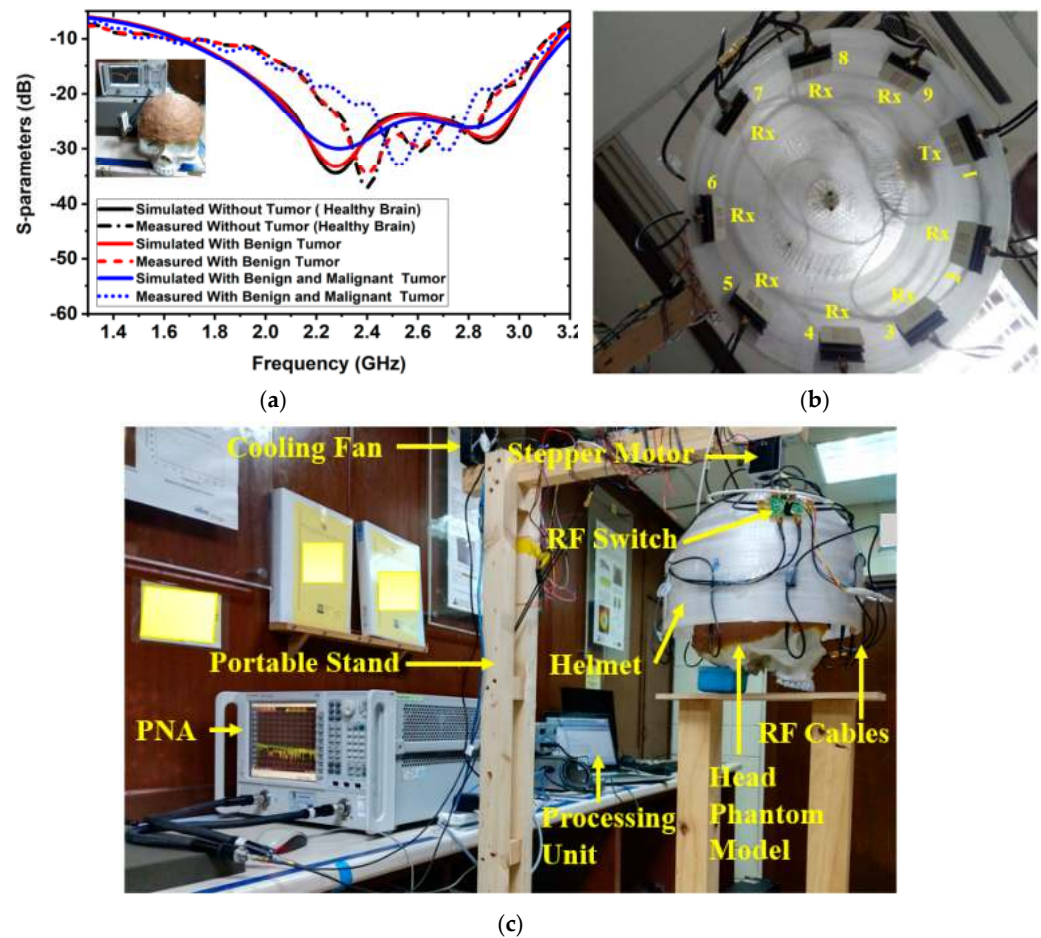 S-parameters (dB)
-10
-20
-30
-40
-50
-60
Simulated Without Tumor ( Healthy Brain)
Measured Without Tumor (Healthy Brain)
Simulated With Benign Tumor
Measured With Benign Tumor
Simulated With Benign and Malignant Tumor
Measured With Benign and Malignant Tumor
1.4 1.6 1.8 2.0 2.2 2.4 2.6 2.8 3.0 3.2
Frequency (GHz)
(a)
8
Rx
9
Rx
7
Rx
Tx
1
6
Rx
Rx
2
5
Rx
Rx
3
4
Rx
(b)
Cooling Fan
Stepper Motor
RF Switch
Portable Stand
Helmet
PNA
RF Cables
Head
Phantom
Model
Processing
Unit
(c)